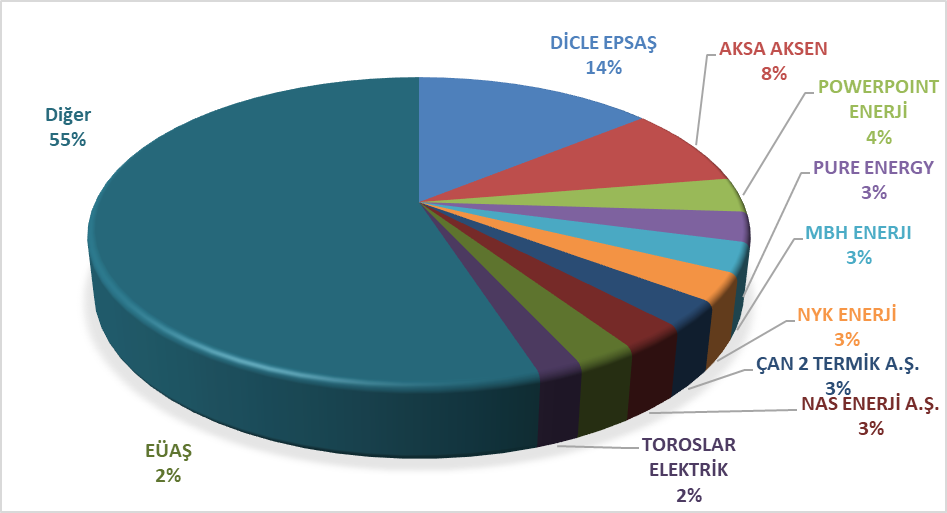 DİCLE EPSAŞ
14%
AKSA AKSEN
8%
POWERPOINT
ENERJİ
4%
PURE ENERGY
3%
MBH ENERJI
3%
NYK ENERJİ
3%
ÇAN 2 TERMİK A.Ş.
3%
NAS ENERJİ A.Ş.
3%
TOROSLAR
ELEKTRİK
2%
EÜAŞ
2%
Diğer
55%